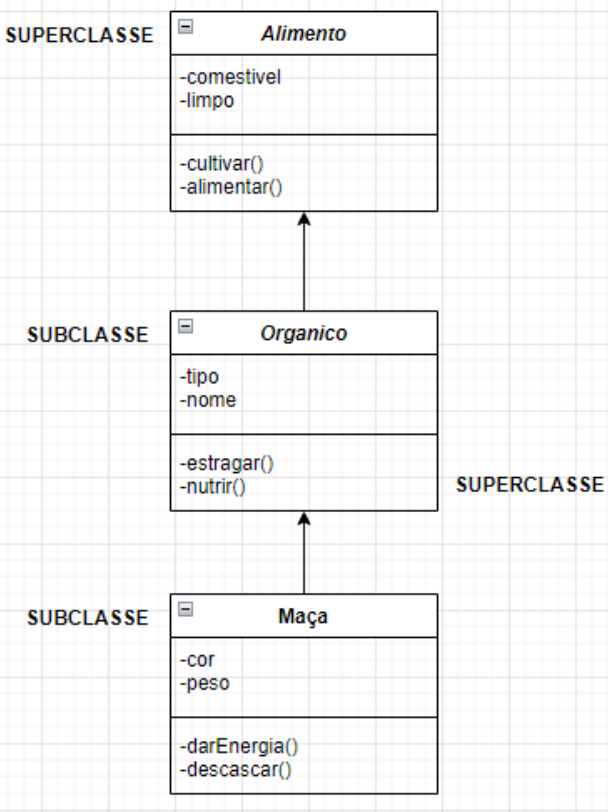 SUPERCLASSE
Alimento
-comestivel
-limpo
-cultivar()
-alimentar()
SUBCLASSE
Organico
-tipo
-nome
-estragar()
-nutrir()
SUPERCLASSE
SUBCLASSE
Maça
-cor
-peso
-darEnergia()
-descascar()